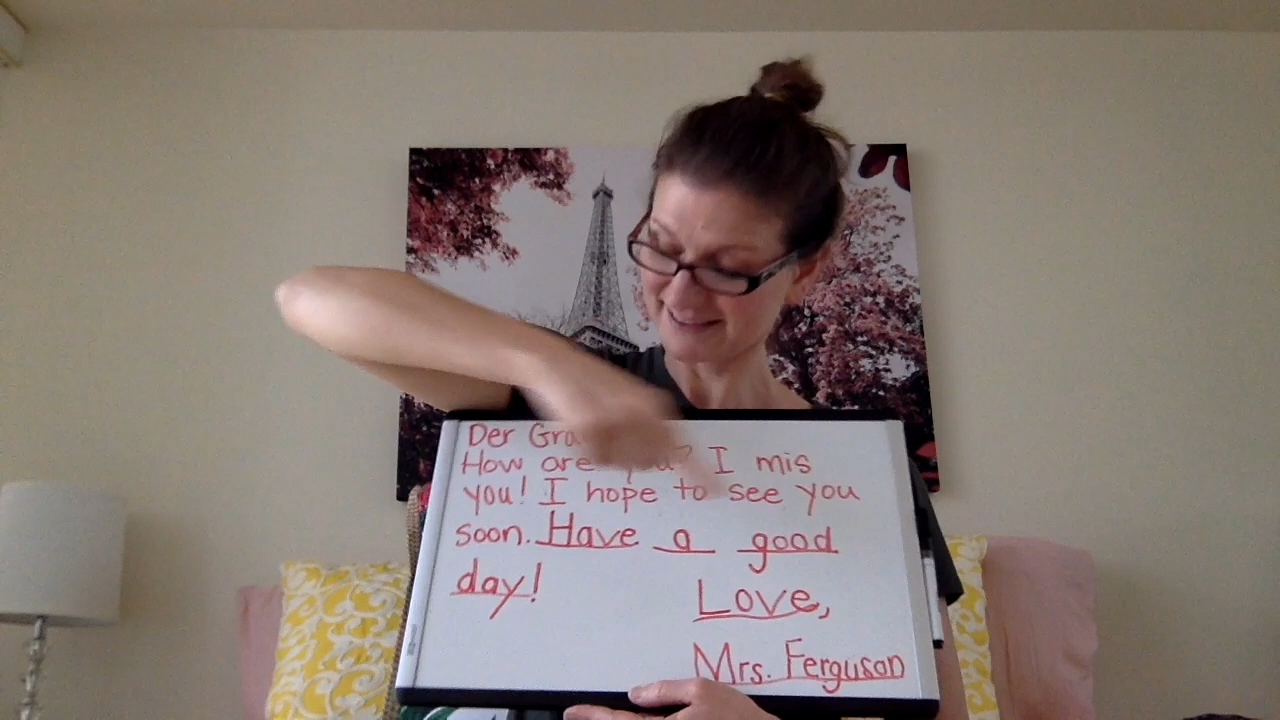 Der Gra
How are you? I mis
you! I hope to see you
soon. Have a good
day!
Love,
Mrs. Ferguson